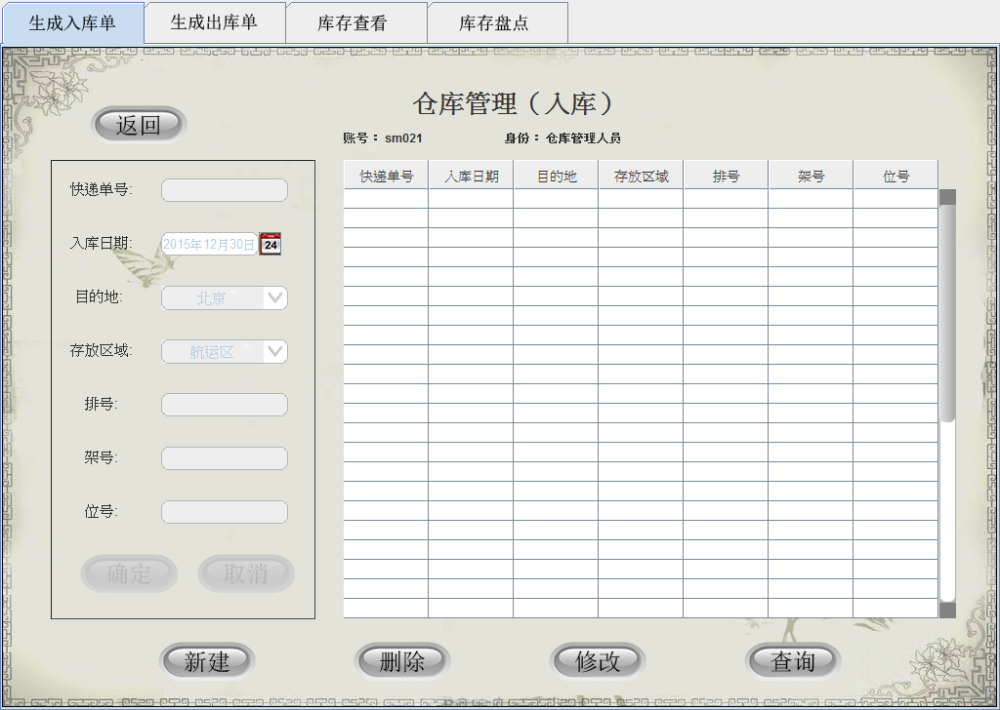 生成入库单 生成出库单 库存查看 库存盘点
仓库管理（入库）
返回
账号： sm021 身份： 仓库管理人员
快递单号 入库日期 目的地 存放区域 排号 架号 位号
快递单号:
入库日期: 2015年12月30日 24
目的地: 北京
存放区域: 航运区
排号:
架号:
位号:
确定 取消
新建 删除 修改 查询